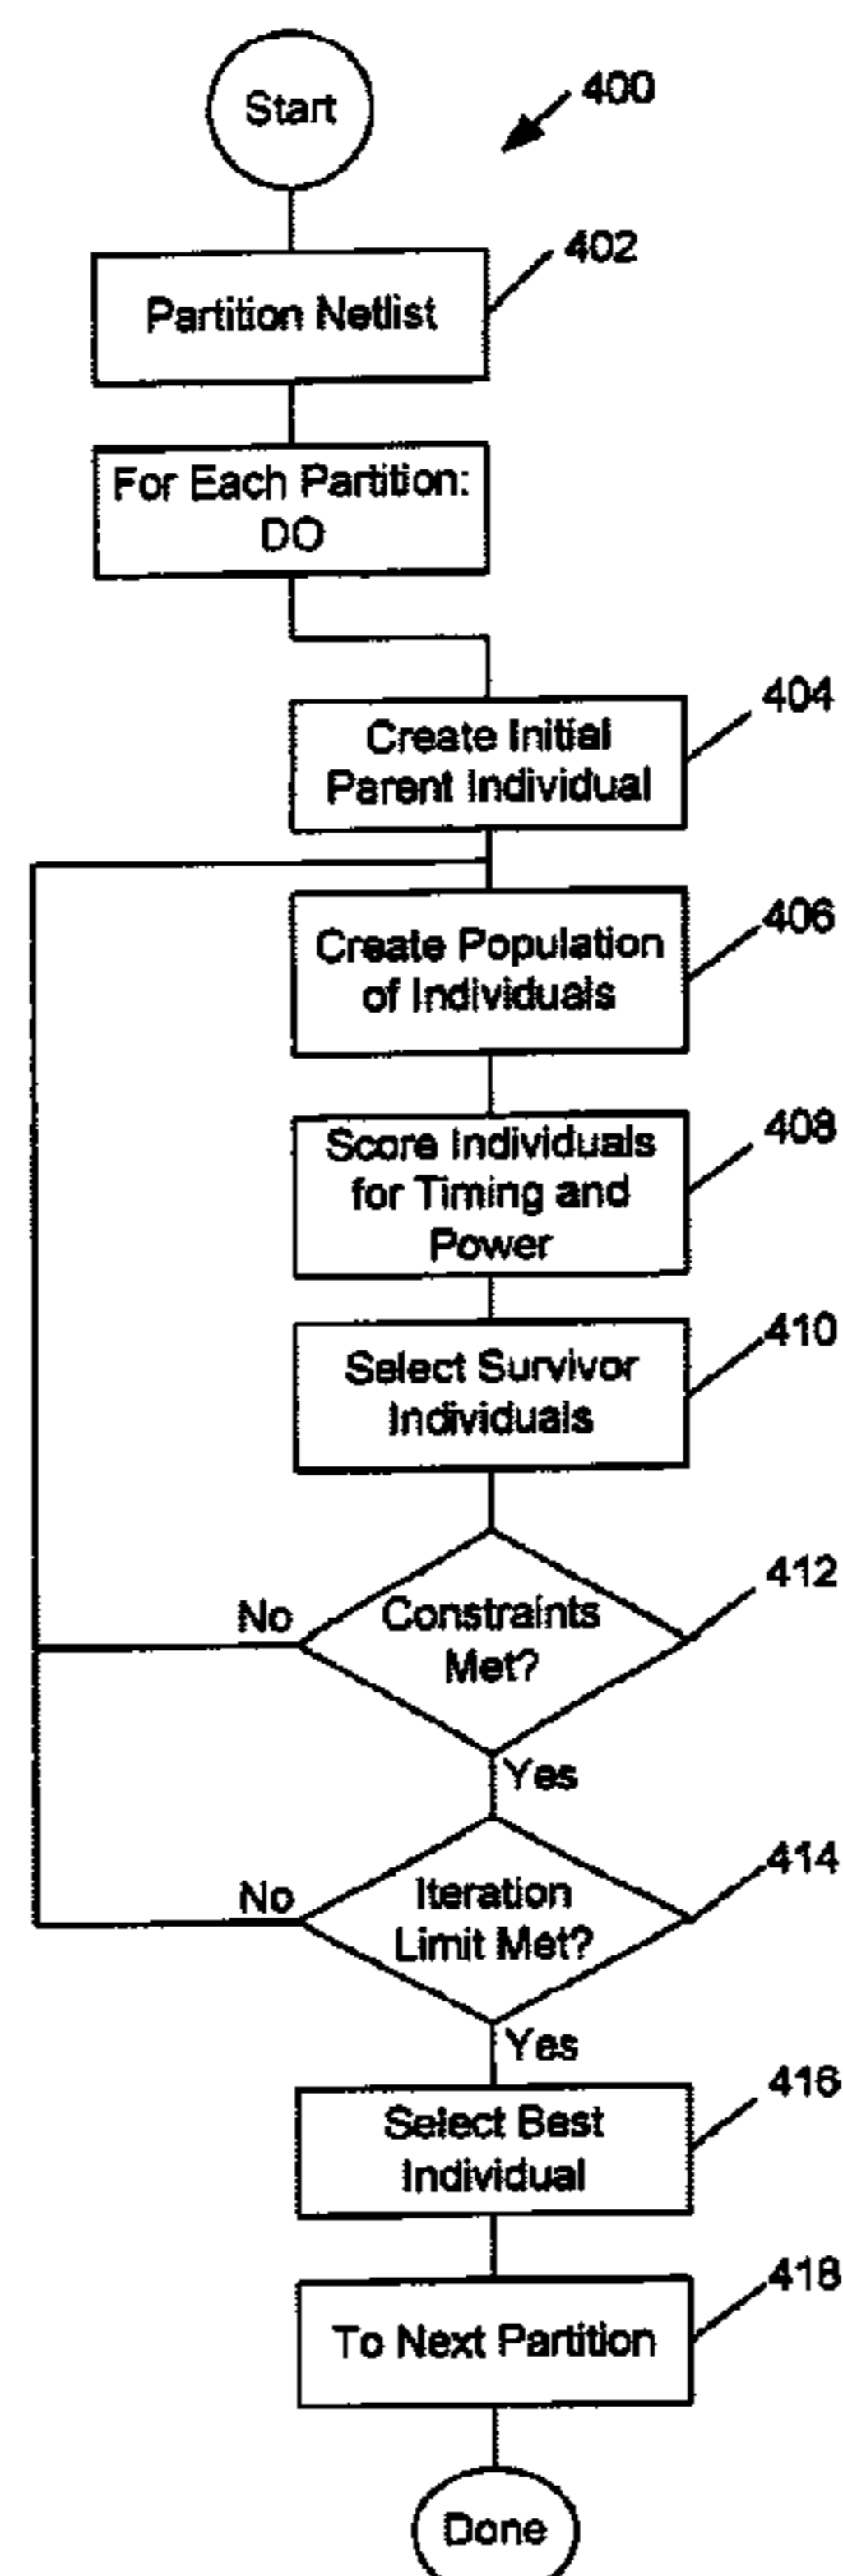 Start
400
Partition Netlist
402
For Each Partition:
DO
Create Initial
Parent Individual
404
Create Population
of Individuals
406
Score Individuals
for Timing and
Power
408
Select Survivor
Individuals
410
Constraints
Met?
412
No
Yes
Iteration
Limit Met?
414
No
Yes
Select Best
Individual
416
To Next Partition
418
Done